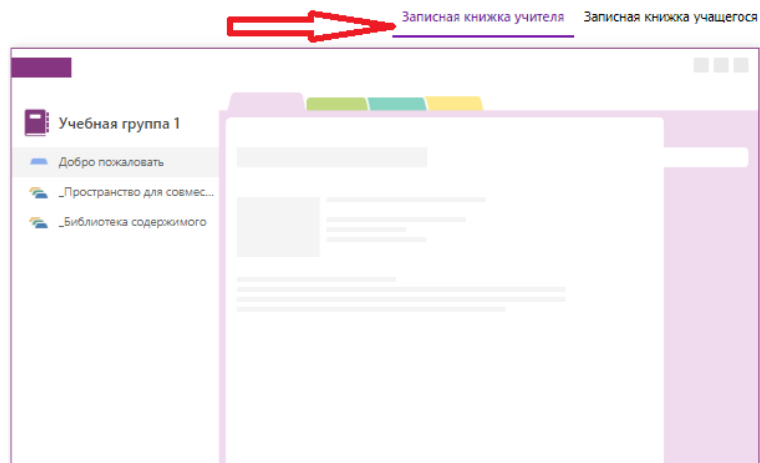 Записная книжка учителя Записная книжка учащегося
Учебная группа 1
Добро пожаловать
_Пространство для совмес...
_Библиотека содержимого